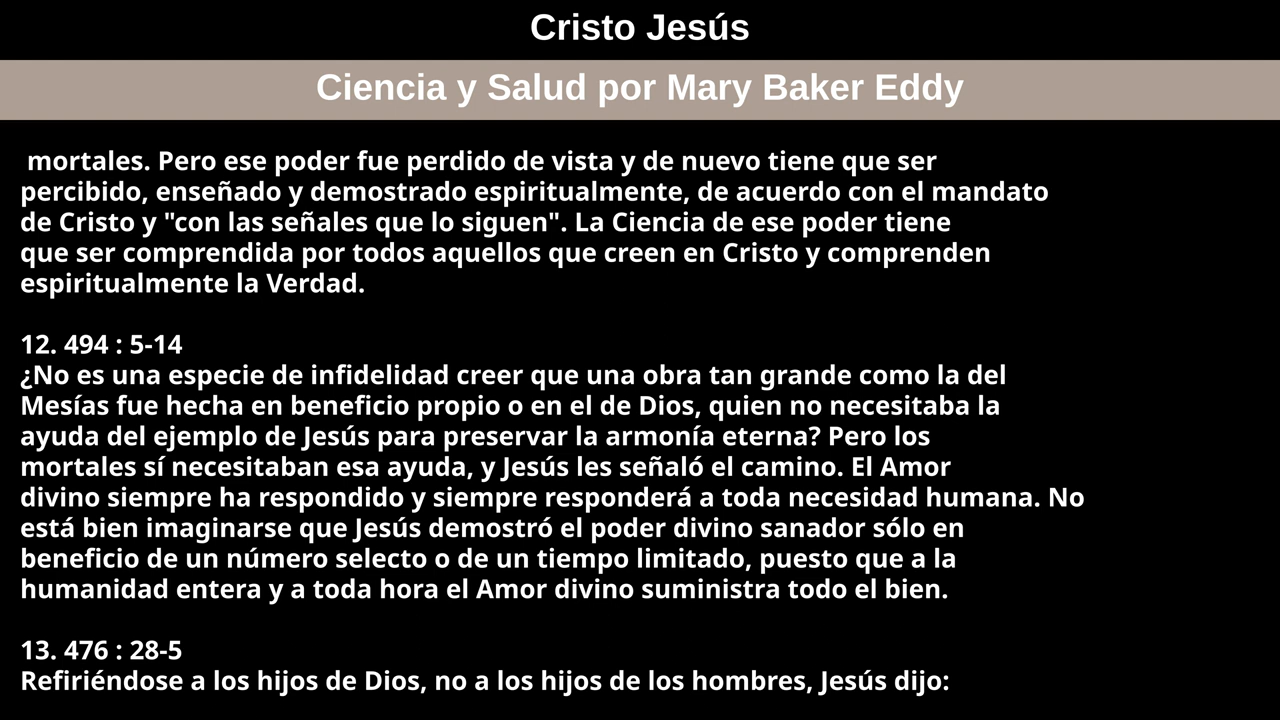 Cristo Jesús
Ciencia y Salud por Mary Baker Eddy
mortales. Pero ese poder fue perdido de vista y de nuevo tiene que ser
percibido, enseñado y demostrado espiritualmente, de acuerdo con el mandato
de Cristo y "con las señales que lo siguen". La Ciencia de ese poder tiene
que ser comprendida por todos aquellos que creen en Cristo y comprenden
espiritualmente la Verdad.
12. 494 : 5-14
¿No es una especie de infidelidad creer que una obra tan grande como la del
Mesías fue hecha en beneficio propio o en el de Dios, quien no necesitaba la
ayuda del ejemplo de Jesús para preservar la armonía eterna? Pero los
mortales sí necesitaban esa ayuda, y Jesús les señaló el camino. El Amor
divino siempre ha respondido y siempre responderá a toda necesidad humana. No
está bien imaginarse que Jesús demostró el poder divino sanador sólo en
beneficio de un número selecto o de un tiempo limitado, puesto que a la
humanidad entera y a toda hora el Amor divino suministra todo el bien.
13. 476 : 28-5
Refiriéndose a los hijos de Dios, no a los hijos de los hombres, Jesús dijo: